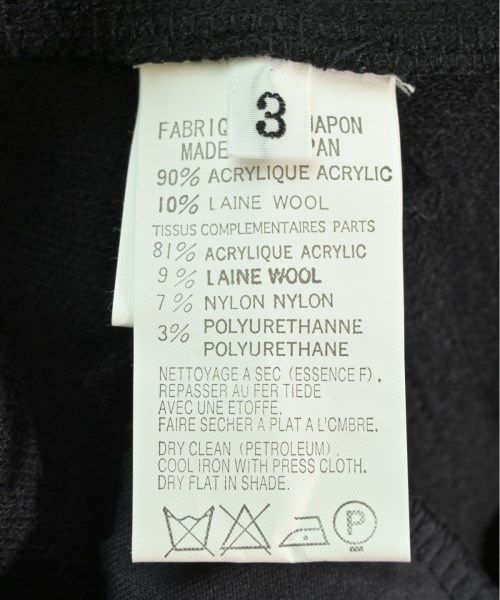 3
FABRIQ JAPON
MADE PAN
90% ACRYLIQUE ACRYLIC
10% LAINE WOOL
TISSUS COMPLEMENTAIRES PARTS
81% ACRYLIQUE ACRYLIC
9% LAINE WOOL
7% NYLON NYLON
3% POLYURETHANNE
POLYURETHANE
NETTOYAGE A SEC (ESSENCE F).
REPASSER AU FER TIEDE
AVEC UNE ETOFFE.
FAIRE SECHER A PLAT A L'CMBRE.
DRY CLEAN (PETROLEUM).
COOL IRON WITH PRESS CLOTH.
DRY FLAT IN SHADE.
P